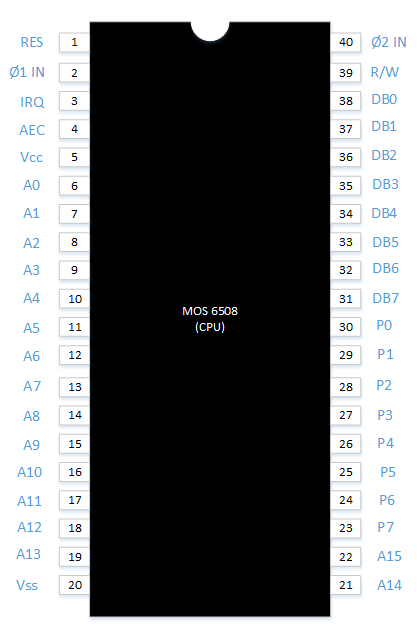 RES 1 40 Ø2 IN
Ø1 IN 2 39 R/W
IRQ 3 38 DB0
AEC 4 37 DB1
Vcc 5 36 DB2
A0 6 35 DB3
A1 7 34 DB4
A2 8 33 DB5
A3 9 32 DB6
A4 10 31 DB7
MOS 6508
(CPU)
A5 11 30 P0
A6 12 29 P1
A7 13 28 P2
A8 14 27 P3
A9 15 26 P4
A10 16 25 P5
A11 17 24 P6
A12 18 23 P7
A13 19 22 A15
Vss 20 21 A14